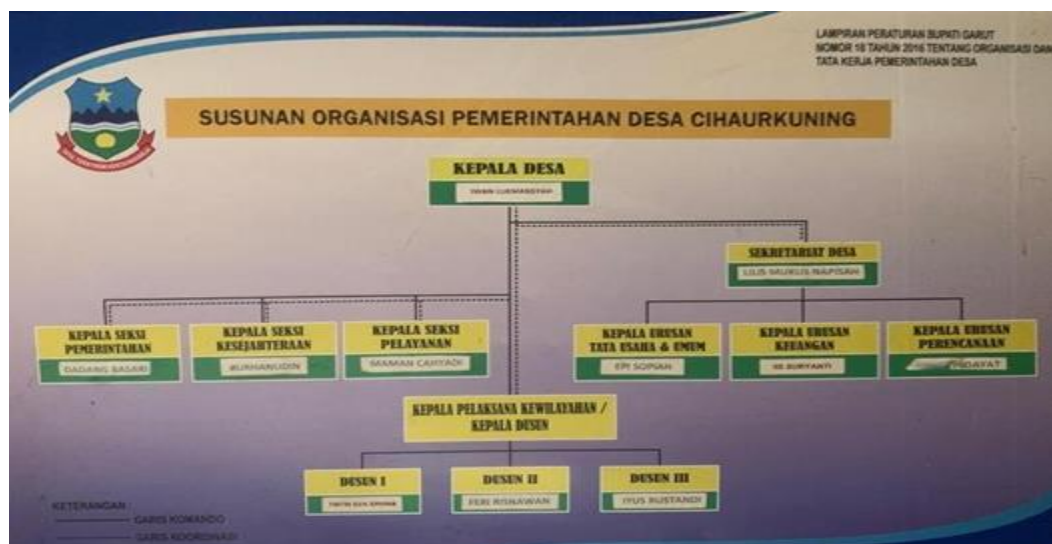 LAMPIRAN PERATURAN BUPATI GARUT
NOMOR 18 TAHUN 2016 TENTANG ORGANISASI DAN
TATA KERJA PEMERINTAHAN DESA
SUSUNAN ORGANISASI PEMERINTAHAN DESA CIHAURKUNING
KEPALA DESA
SEKRETARIAT DESA
LILIS MUKLIS NAPISAH
KEPALA SEKSI
PEMERINTAHAN
DADANG BASARI
KEPALA SEKSI
KESEJAHTERAAN
BURHANUDIN
KEPALA SEKSI
PELAYANAN
MAMAN CAHYADI
KEPALA URUSAN
TATA USAHA & UMUM
EPI SOPIAH
KEPALA URUSAN
KEUANGAN
SURYANTI
KEPALA URUSAN
PERENCANAAN
HIDAYAT
KEPALA PELAKSANA KEWILAYAHAN /
KEPALA DUSUN
DUSUN I
DUSUN II
FERI RISNAWAN
DUSUN III
IYUS RUSTANDI
KETERANGAN :
GARIS KOMANDO
GARIS KOORDINASI